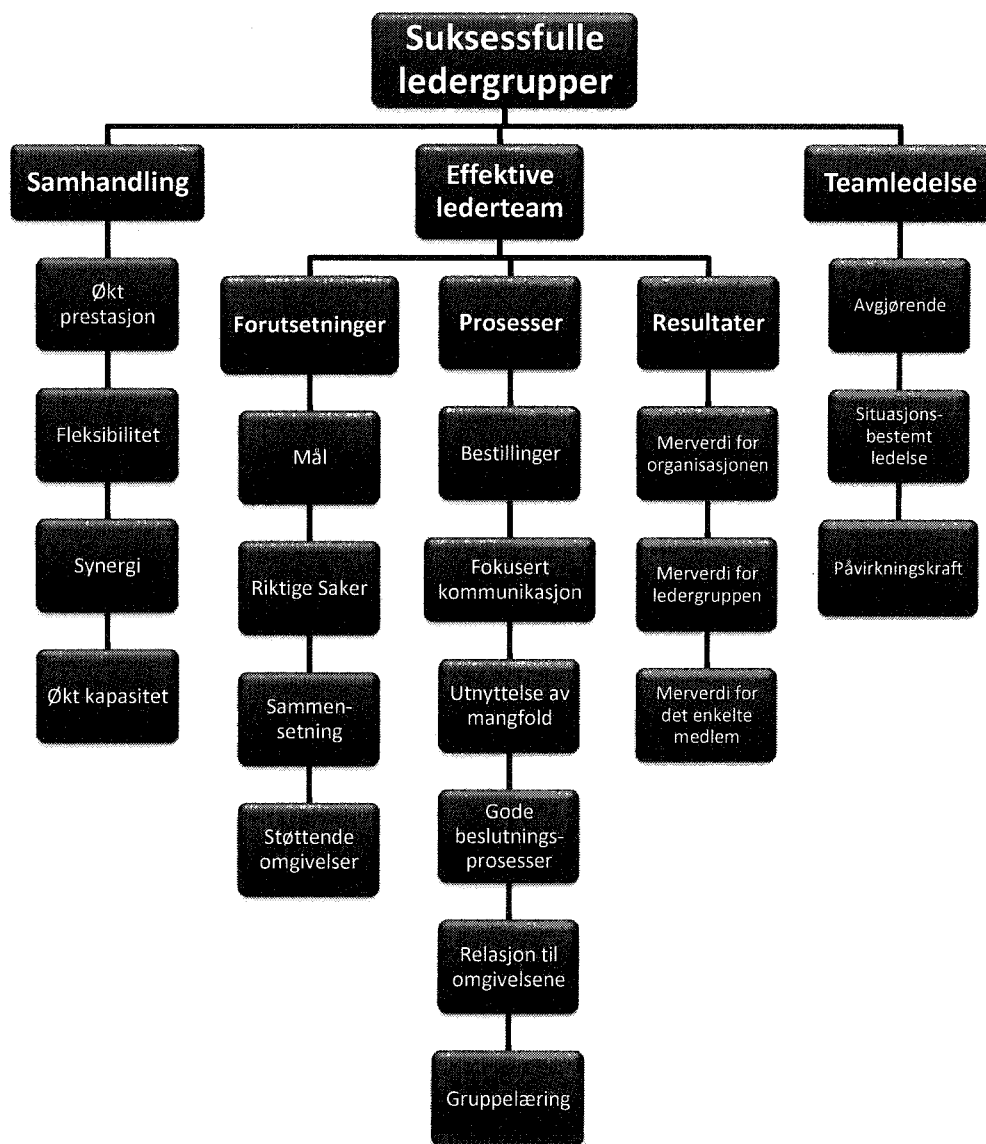 Suksessfulle
ledergrupper
Samhandling
Økt
prestasjon
Fleksibilitet
Synergi
Økt kapasitet
Effektive
lederteam
Forutsetninger
Mål
Riktige Saker
Sammen-
setning
Støttende
omgivelser
Prosesser
Bestillinger
Fokusert
kommunikasjon
Utnyttelse av
mangfold
Gode
beslutnings-
prosesser
Relasjon til
omgivelsene
Gruppelæring
Resultater
Merverdi for
organisasjonen
Merverdi for
ledergruppen
Merverdi for
det enkelte
medlem
Teamledelse
Avgjørende
Situasjons-
bestemt
ledelse
Påvirkningskraft